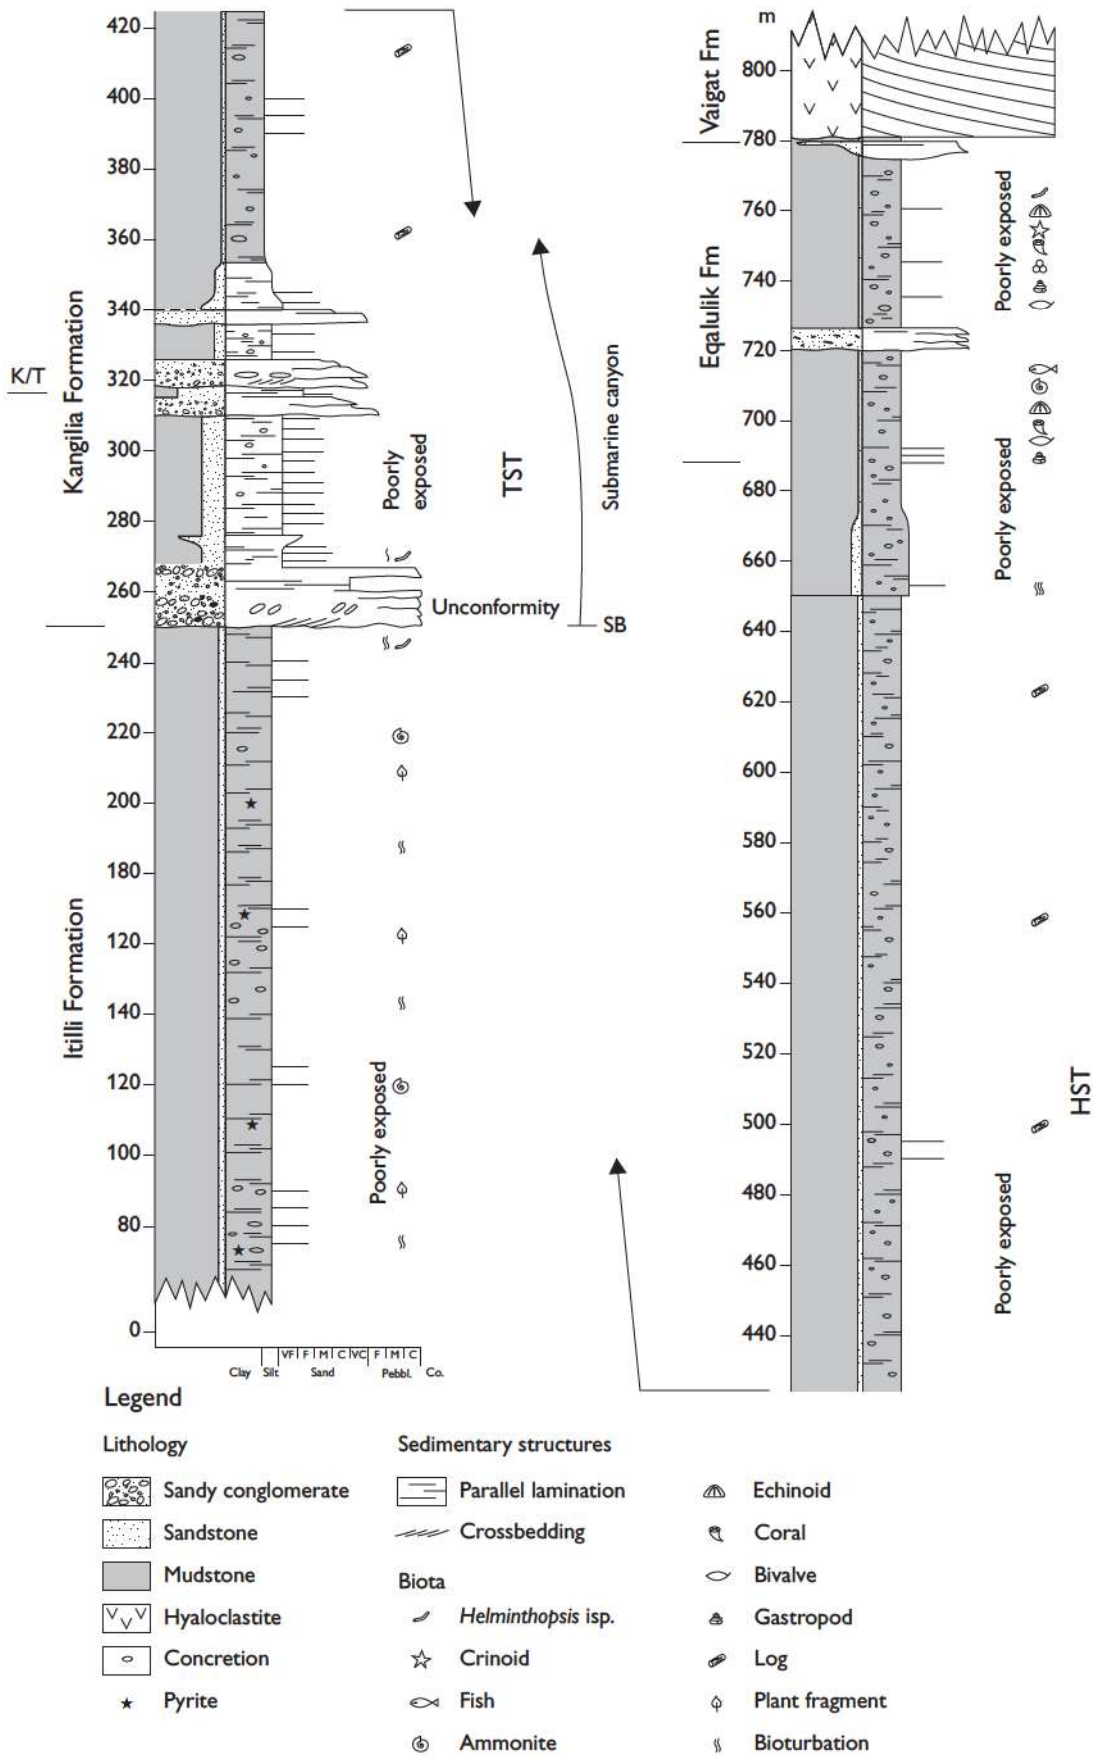 420
400
380
360
340
320
300
280
260
240
220
200
180
120
140
120
100
80
0
K/T
Kangilia Formation
Itilli Formation
Poorly exposed
Poorly exposed
TST
Submarine canyon
Unconformity
SB
VF F M C VC F M C
Clay Silt Sand Pebbl. Co.
m
800
780
760
740
720
700
680
660
640
620
600
580
560
540
520
500
480
460
440
Vaigat Fm
Eqalulik Fm
Poorly exposed
Poorly exposed
Poorly exposed
HST
Legend
Lithology
Sandy conglomerate
Sandstone
Mudstone
Hyaloclastite
Concretion
Pyrite
Sedimentary structures
Parallel lamination
Crossbedding
Biota
Helminthopsis isp.
Crinoid
Fish
Ammonite
Echinoid
Coral
Bivalve
Gastropod
Log
Plant fragment
Bioturbation